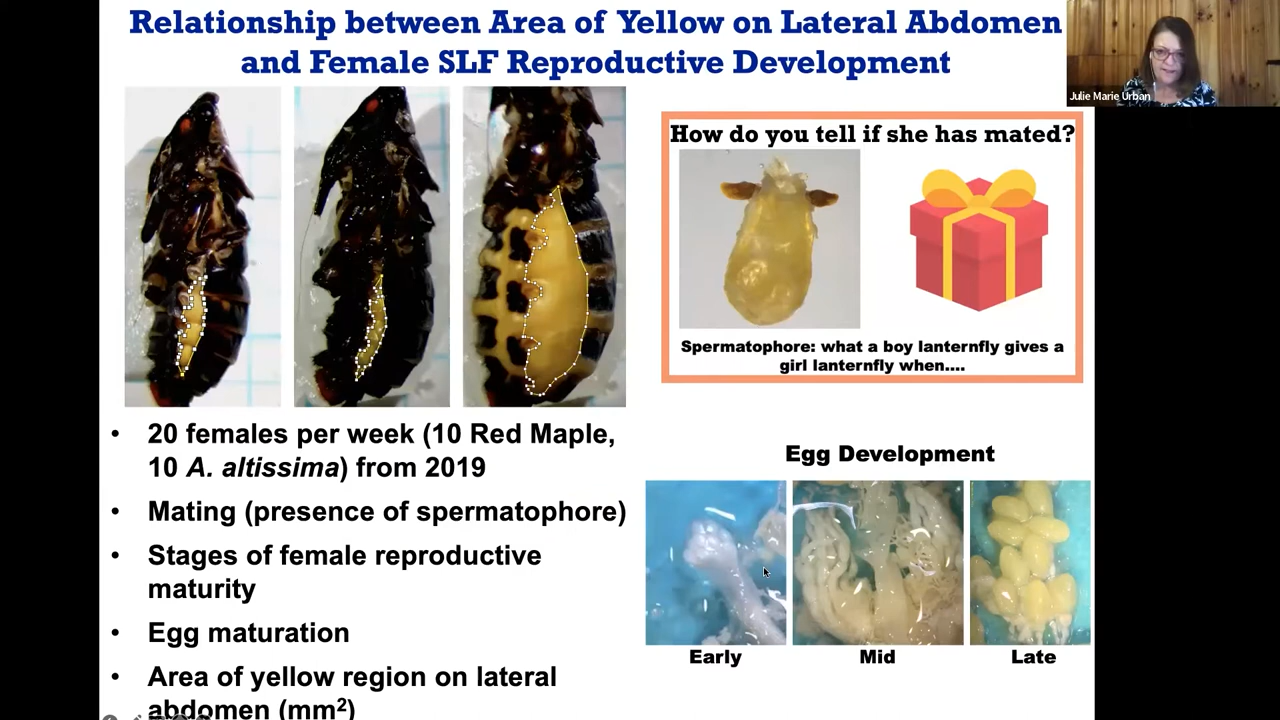 Relationship between Area of Yellow on Lateral Abdomen
and Female SLF Reproductive Development
Julie Marie Urban
How do you tell if she has mated?
Spermatophore: what a boy lanternfly gives a
girl lanternfly when....
• 20 females per week (10 Red Maple,
10 A. altissima) from 2019
• Mating (presence of spermatophore)
• Stages of female reproductive
maturity
• Egg maturation
• Area of yellow region on lateral
abdomen (mm²)
Egg Development
Early
Mid
Late